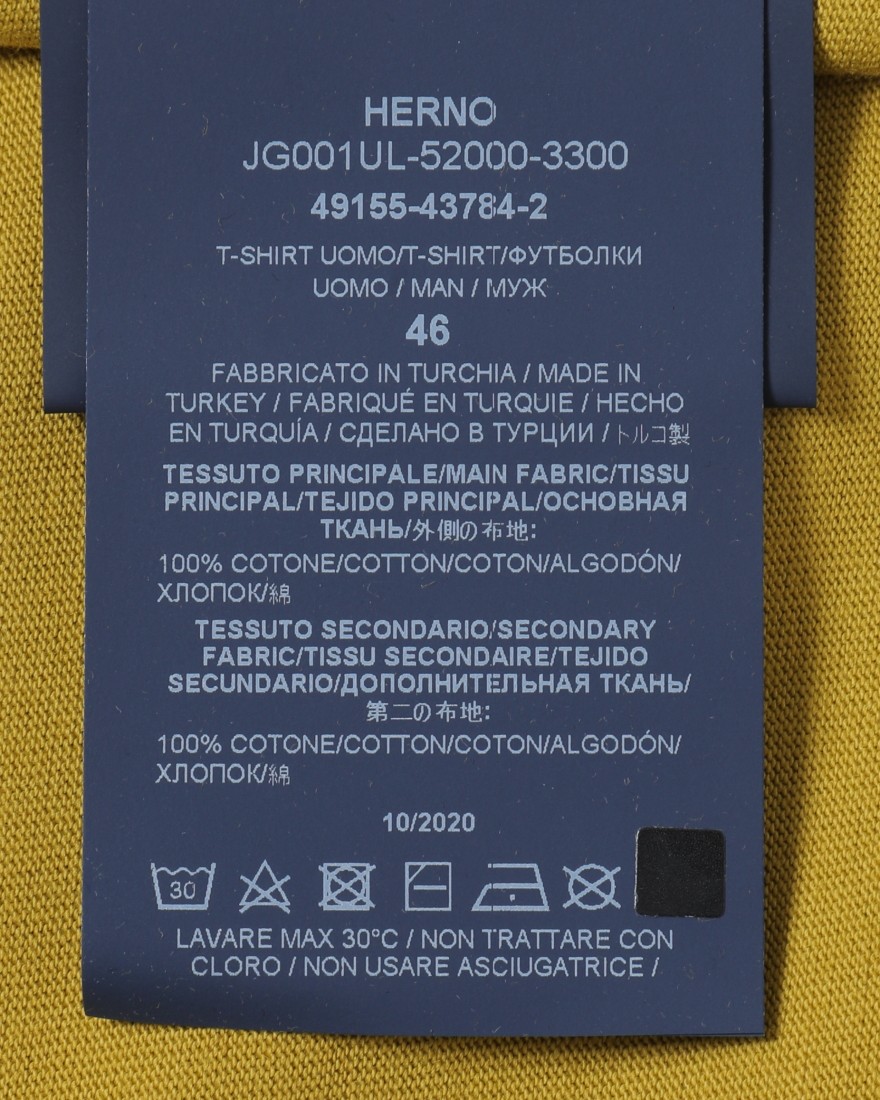 HERNO
JG001UL-52000-3300
49155-43784-2
T-SHIRT UOMO/T-SHIRT/ФУТБОЛКИ
UOMO / MAN / МУЖ
46
FABBRICATO IN TURCHIA / MADE IN
TURKEY / FABRIQUÉ EN TURQUIE / HECHO
EN TURQUÍA / СДЕЛАНО В ТУРЦИИ / トルコ製
TESSUTO PRINCIPALE/MAIN FABRIC/TISSU
PRINCIPAL/TEJIDO PRINCIPAL/ОСНОВНАЯ
ТКАНЬ/外側の布地:
100% COTONE/COTTON/COTON/ALGODÓN/
ХЛОПОК/綿
TESSUTO SECONDARIO/SECONDARY
FABRIC/TISSU SECONDAIRE/TEJIDO
SECUNDARIO/ДОПОЛНИТЕЛЬНАЯ ТКАНЬ/
第二の布地:
100% COTONE/COTTON/COTON/ALGODÓN/
ХЛОПОК/綿
10/2020
30
LAVARE MAX 30°C / NON TRATTARE CON
CLORO / NON USARE ASCIUGATRICE /